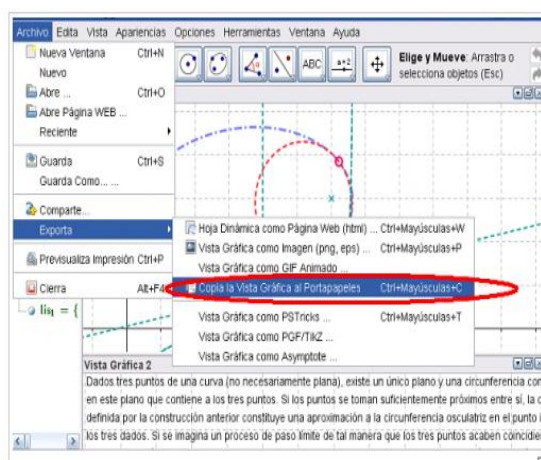 Archivo Edita Vista Apariencias Opciones Herramientas Ventana Ayuda
Nueva Ventana Ctrl+N
Nuevo
Abre ... Ctrl+O
Abre Página WEB ...
Reciente
Guarda Ctrl+S
Guarda Como... ...
Comparte...
Exporta
Previsualiza Impresión Ctrl+P
Cierra Alt+F4
ABC
a=2
Elige y Mueve: Arrastra o
selecciona objetos (Esc)
Hoja Dinámica como Página Web (html) ... Ctrl+Mayúsculas+W
Vista Gráfica como Imagen (png, eps) ... Ctrl+Mayúsculas+P
Vista Gráfica como GIF Animado ...
Copia la Vista Gráfica al Portapapeles Ctrl+Mayúsculas+C
Vista Gráfica como PSTricks ... Ctrl+Mayúsculas+T
Vista Gráfica como PGF/TikZ ...
Vista Gráfica como Asymptote ...
lis₁ = {
Vista Gráfica 2
Dados tres puntos de una curva (no necesariamente plana), existe un único plano y una circunferencia con
en este plano que contiene a los tres puntos. Si los puntos se toman suficientemente próximos entre sí, la c
definida por la construcción anterior constituye una aproximación a la circunferencia osculatriz en el punto i
los tres dados. Si se imagina un proceso de paso límite de tal manera que los tres puntos acaben coincidie